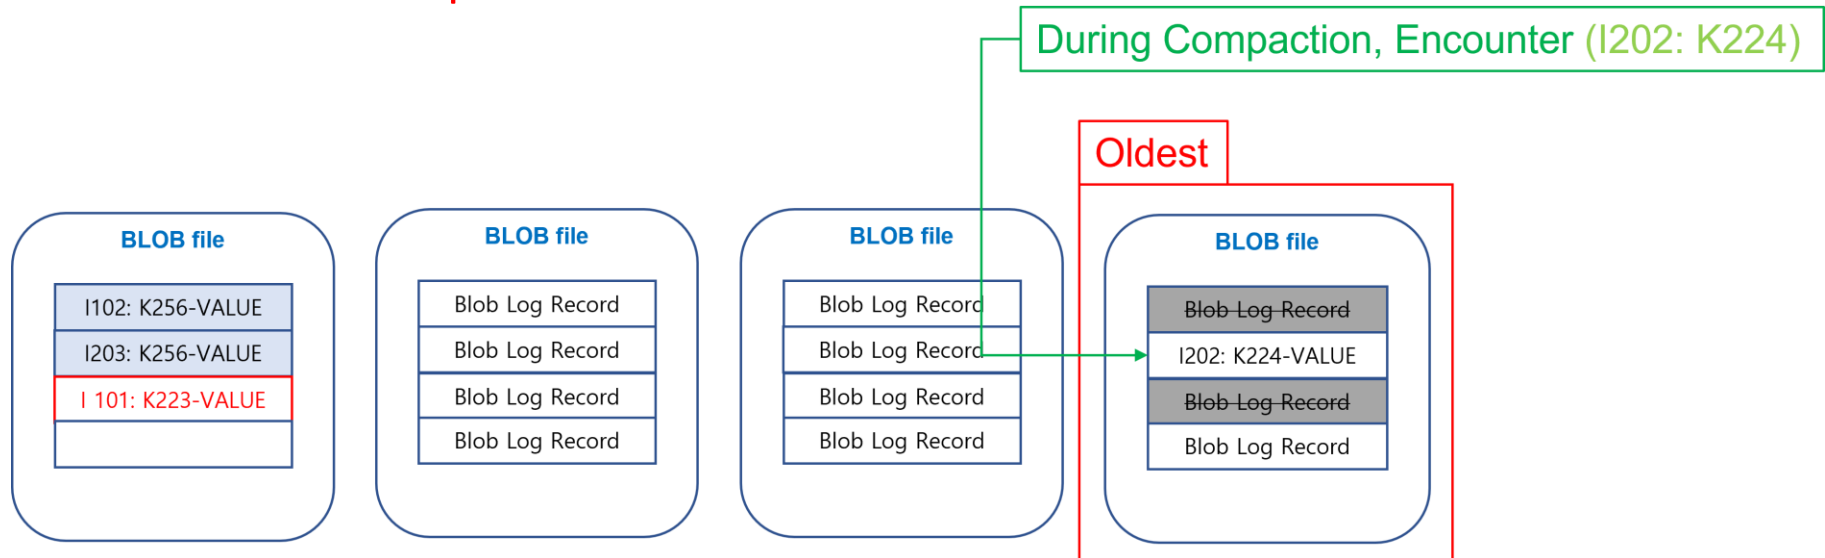 During Compaction, Encounter (I202: K224)
Oldest
BLOB file
I102: K256-VALUE
I203: K256-VALUE
I 101: K223-VALUE
BLOB file
Blob Log Record
Blob Log Record
Blob Log Record
Blob Log Record
BLOB file
Blob Log Record
Blob Log Record
Blob Log Record
Blob Log Record
BLOB file
Blob Log Record
I202: K224-VALUE
Blob Log Record
Blob Log Record